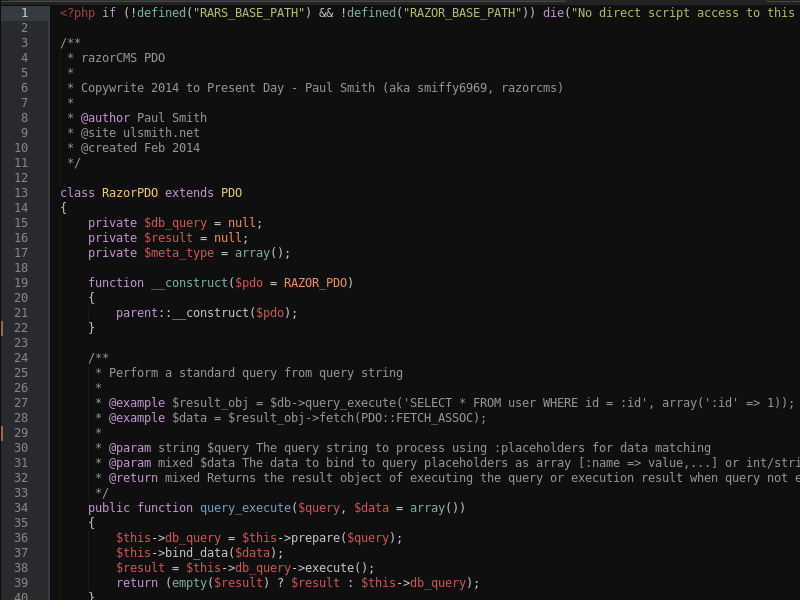 1 <?php if (!defined("RARS_BASE_PATH") && !defined("RAZOR_BASE_PATH")) die("No direct script access to this
2
3 /**
4  * razorCMS PDO
5  *
6  * Copywrite 2014 to Present Day - Paul Smith (aka smiffy6969, razorcms)
7  *
8  * @author Paul Smith
9  * @site ulsmith.net
10  * @created Feb 2014
11  */
12
13 class RazorPDO extends PDO
14 {
15     private $db_query = null;
16     private $result = null;
17     private $meta_type = array();
18
19     function __construct($pdo = RAZOR_PDO)
20     {
21         parent::__construct($pdo);
22     }
23
24     /**
25      * Perform a standard query from query string
26      *
27      * @example $result_obj = $db->query_execute('SELECT * FROM user WHERE id = :id', array(':id' => 1));
28      * @example $data = $result_obj->fetch(PDO::FETCH_ASSOC);
29      *
30      * @param string $query The query string to process using :placeholders for data matching
31      * @param mixed $data The data to bind to query placeholders as array [:name => value,...] or int/stri
32      * @return mixed Returns the result object of executing the query or execution result when query not e
33      */
34     public function query_execute($query, $data = array())
35     {
36         $this->db_query = $this->prepare($query);
37         $this->bind_data($data);
38         $result = $this->db_query->execute();
39         return (empty($result) ? $result : $this->db_query);
40     }